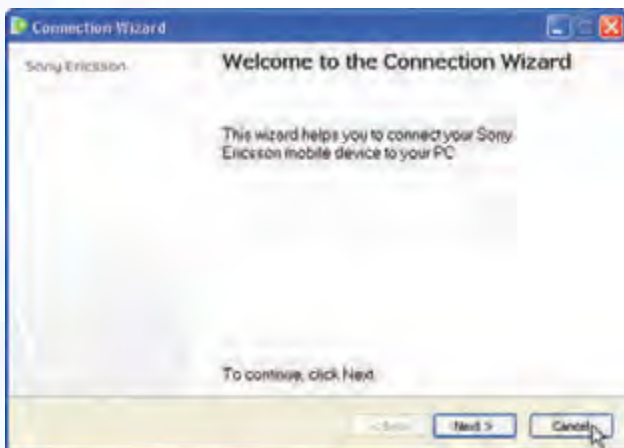 Connection Wizard
Sony Ericsson
Welcome to the Connection Wizard
This wizard helps you to connect your Sony
Ericsson mobile device to your PC
To continue, click Next
< Back
Next >
Cancel